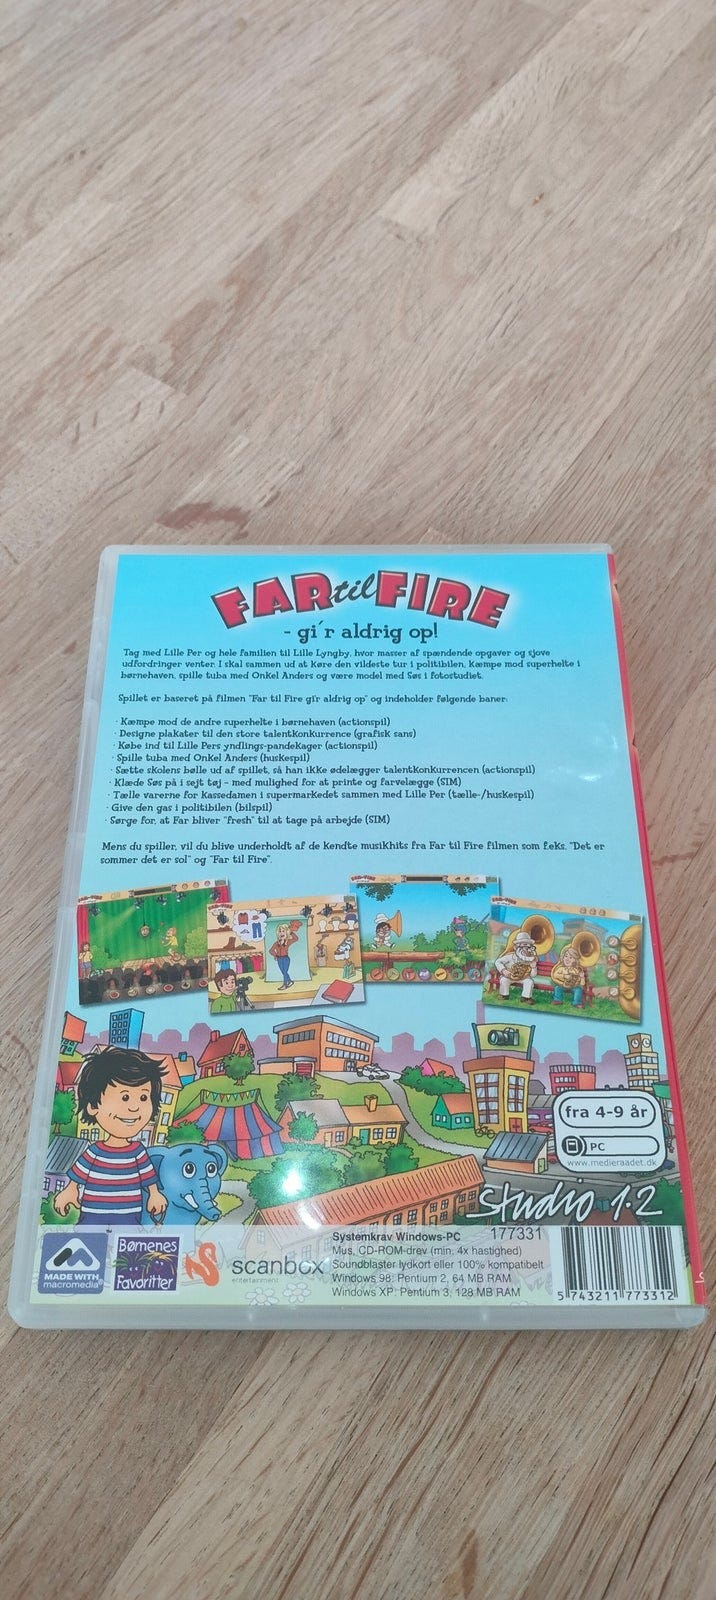 FAR til FIRE
- gi´r aldrig op!
Tag med Lille Per og hele familien til Lille Lyngby, hvor masser af spændende opgaver og sjove
udfordringer venter. I skal sammen ud at køre den vildeste tur i politibilen, kæmpe mod superhelte i
børnehaven, spille tuba med Onkel Anders og være model med Søs i fotostudiet.
Spillet er baseret på filmen "Far til Fire gi'r aldrig op" og indeholder følgende baner:
· Kæmpe mod de andre superhelte i børnehaven (actionspil)
· Designe plakater til den store talentkonkurrence (grafisk sans)
· Købe ind til Lille Pers yndlings-pandekager (actionspil)
· Spille tuba med Onkel Anders (huskespil)
· Sætte skolens bølle ud af spillet, så han ikke ødelægger talentkonkurrencen (actionspil)
· Klæde Søs på i sejt tøj - med mulighed for at printe og farvelægge (SIM)
· Tælle varerne for Kassedamen i supermarkedet sammen med Lille Per (tælle-/huskespil)
· Give den gas i politibilen (bilspil)
· Sørge for, at Far bliver "fresh" til at tage på arbejde (SIM)
Mens du spiller, vil du blive underholdt af de kendte musikhits fra Far til Fire filmen som f.eks. "Det er
sommer det er sol" og "Far til Fire".
fra 4-9 år
PC
www.medieraadet.dk
Studio 1·2
MADE WITH
macromedia
Børnenes
Favoritter
scanbox
entertainment
Systemkrav Windows-PC
Mus, CD-ROM-drev (min. 4x hastighed)
Soundblaster lydkort eller 100% kompatibelt
Windows 98: Pentium 2, 64 MB RAM
Windows XP: Pentium 3, 128 MB RAM
177331
5 743211 773312